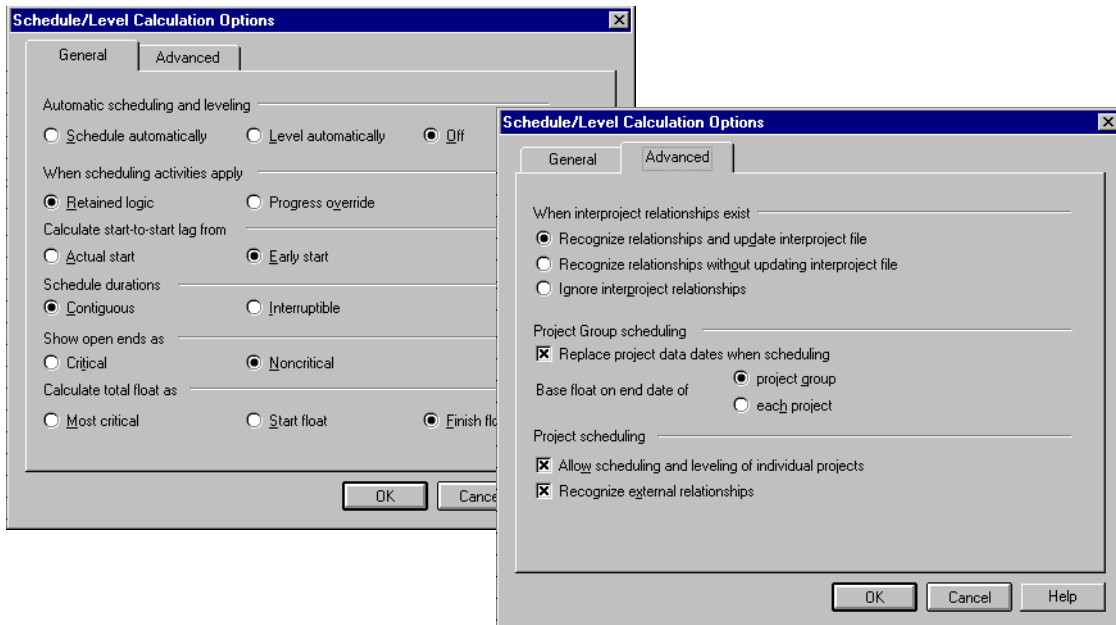 Schedule/Level Calculation Options
General Advanced
Automatic scheduling and leveling
Schedule automatically Level automatically Off
When scheduling activities apply
Retained logic Progress override
Calculate start-to-start lag from
Actual start Early start
Schedule durations
Contiguous Interruptible
Show open ends as
Critical Noncritical
Calculate total float as
Most critical Start float Finish flo
OK Cance
Schedule/Level Calculation Options
General Advanced
When interproject relationships exist
Recognize relationships and update interproject file
Recognize relationships without updating interproject file
Ignore interproject relationships
Project Group scheduling
Replace project data dates when scheduling
Base float on end date of
project group
each project
Project scheduling
Allow scheduling and leveling of individual projects
Recognize external relationships
OK Cancel Help